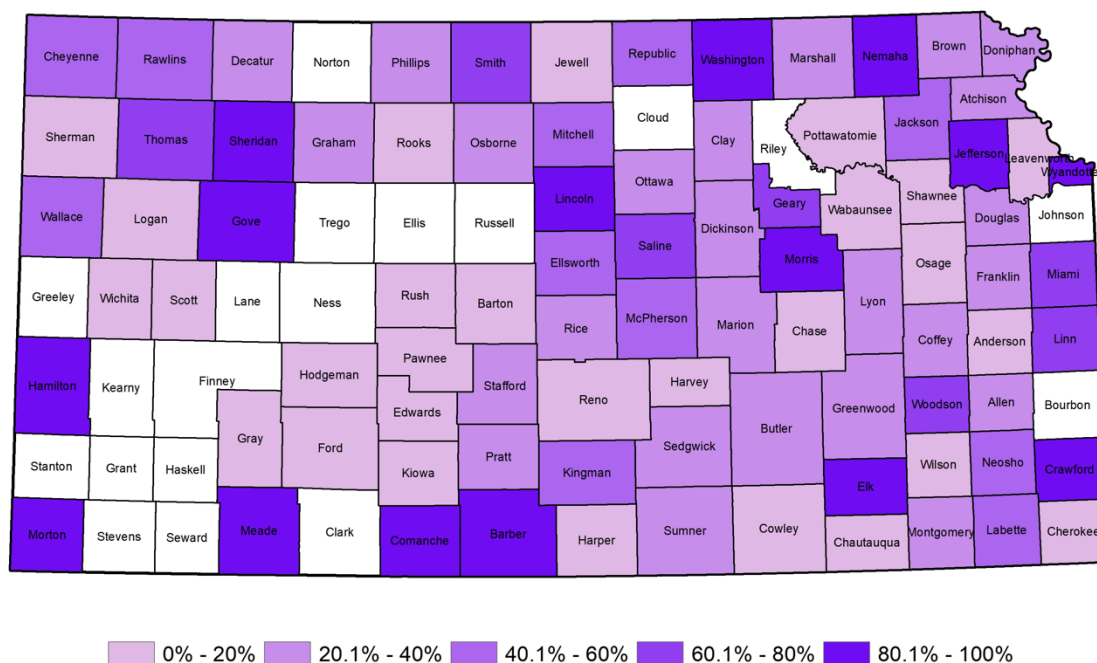 Cheyenne Rawlins Decatur Norton Phillips Smith Jewell Republic Washington Marshall Nemaha Brown Doniphan
Sherman Thomas Sheridan Graham Rooks Osborne Mitchell Cloud Clay Riley Pottawatomie Jackson Atchison Jefferson Leavenworth Wyandotte
Wallace Logan Gove Trego Ellis Russell Lincoln Ottawa Dickinson Geary Wabaunsee Shawnee Douglas Johnson
Greeley Wichita Scott Lane Ness Rush Barton Ellsworth Saline Morris Osage Franklin Miami
Rice McPherson Marion Chase Lyon Coffey Anderson Linn
Hamilton Kearny Finney Hodgeman Pawnee Stafford Reno Harvey Butler Greenwood Woodson Allen Bourbon
Gray Ford Edwards Sedgwick
Stanton Grant Haskell Kiowa Pratt Kingman Elk Wilson Neosho Crawford
Morton Stevens Seward Meade Clark Comanche Barber Harper Sumner Cowley Chautauqua Montgomery Labette Cherokee
0% - 20% 20.1% - 40% 40.1% - 60% 60.1% - 80% 80.1% - 100%